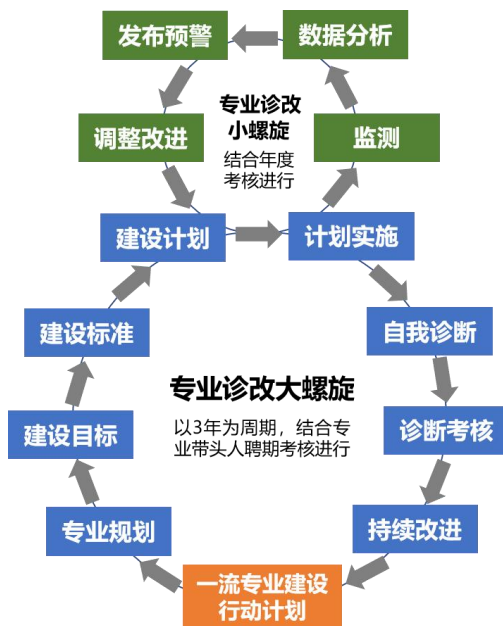 发布预警
数据分析
专业诊改
小螺旋
结合年度
考核进行
调整改进
监测
建设计划
计划实施
建设标准
自我诊断
专业诊改大螺旋
以3年为周期，结合专
业带头人聘期考核进行
建设目标
诊断考核
专业规划
持续改进
一流专业建设
行动计划